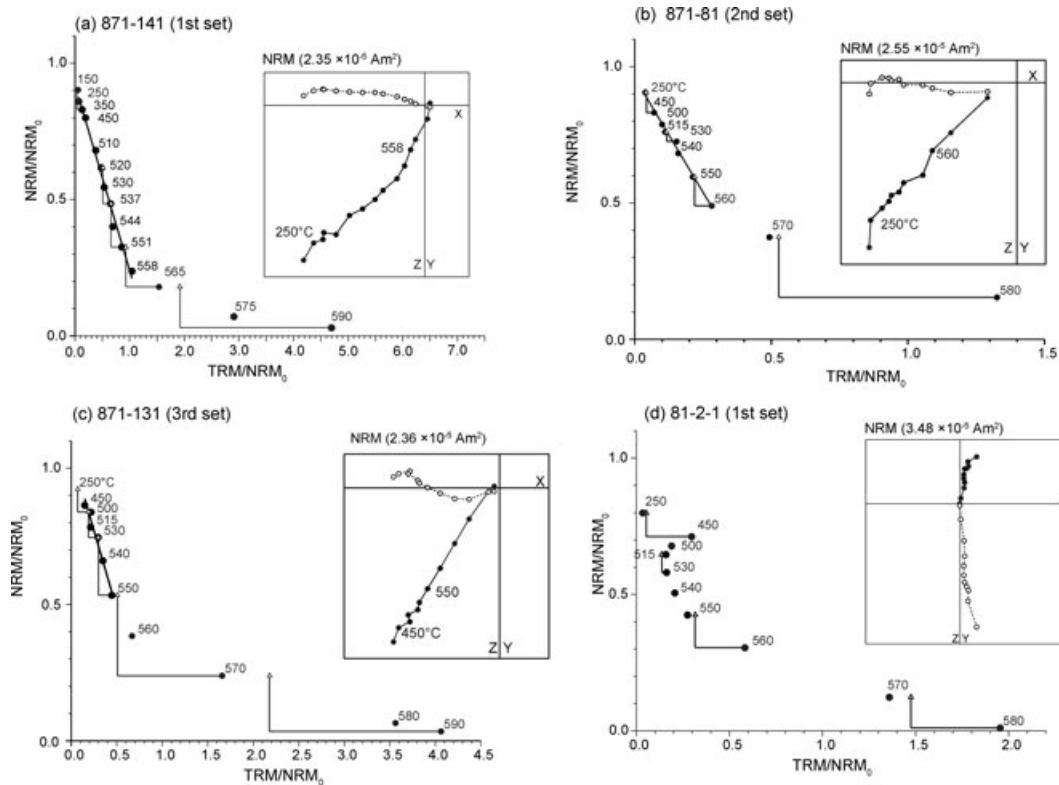 (a) 871-141 (1st set)
NRM (2.35 ×10⁻⁵ Am²)
NRM/NRM₀
1.0
0.5
0.0
150
250
350
450
510
520
530
537
544
551
558
565
575
590
X
558
250°C
Z Y
0.0 1.0 2.0 3.0 4.0 5.0 6.0 7.0
TRM/NRM₀
(b) 871-81 (2nd set)
NRM (2.55 ×10⁻⁵ Am²)
NRM/NRM₀
1.0
0.5
0.0
250°C
450
500
515
530
540
550
560
570
580
X
560
250°C
Z Y
0.0 0.5 1.0 1.5
TRM/NRM₀
(c) 871-131 (3rd set)
NRM (2.36 ×10⁻⁵ Am²)
NRM/NRM₀
1.0
0.5
0.0
250°C
450
500
515
530
540
550
560
570
580
590
X
550
450°C
Z Y
0.0 0.5 1.0 1.5 2.0 2.5 3.0 3.5 4.0 4.5
TRM/NRM₀
(d) 81-2-1 (1st set)
NRM (3.48 ×10⁻⁵ Am²)
NRM/NRM₀
1.0
0.5
0.0
250
450
500
515
530
540
550
560
570
580
Z Y
0.0 0.5 1.0 1.5 2.0
TRM/NRM₀